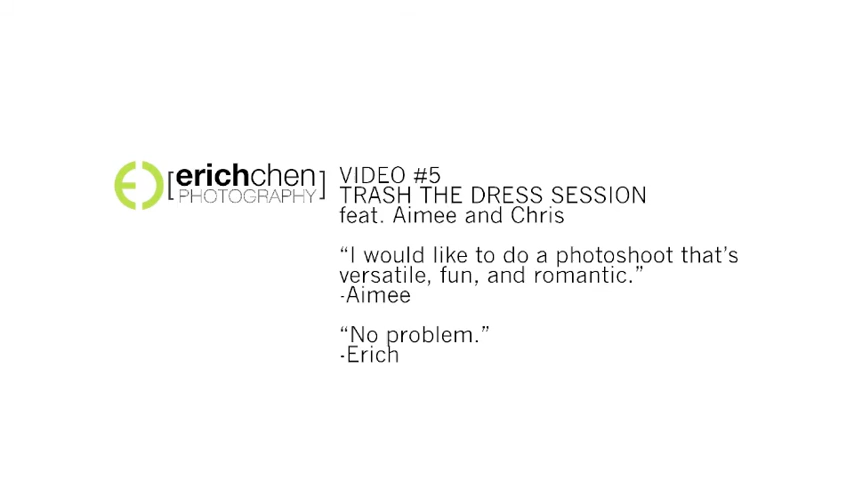 [erichchen
PHOTOGRAPHY]
VIDEO #5
TRASH THE DRESS SESSION
feat. Aimee and Chris
“I would like to do a photoshoot that’s
versatile, fun, and romantic.”
-Aimee
“No problem.”
-Erich